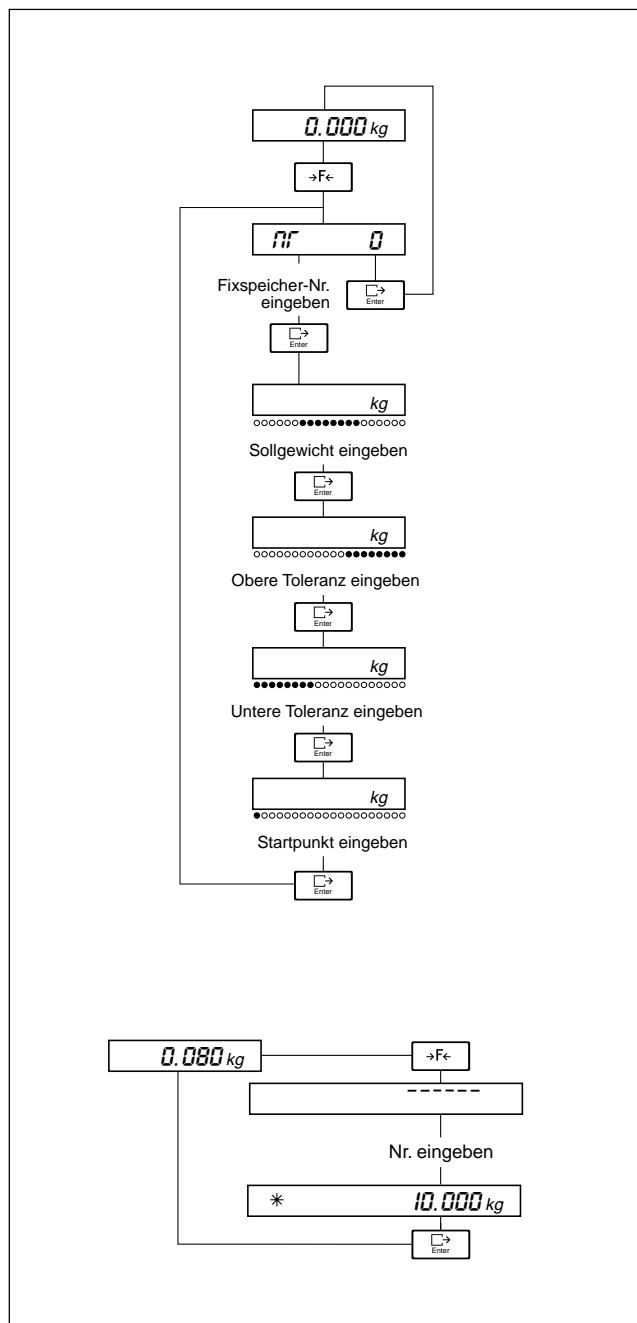 0.000 kg
→F←
nr 0
Fixspeicher-Nr.
eingeben
Enter
Enter
kg
Sollgewicht eingeben
Enter
kg
Obere Toleranz eingeben
Enter
kg
Untere Toleranz eingeben
Enter
kg
Startpunkt eingeben
Enter
0.080 kg
→F←
------
Nr. eingeben
✳ 10.000 kg
Enter